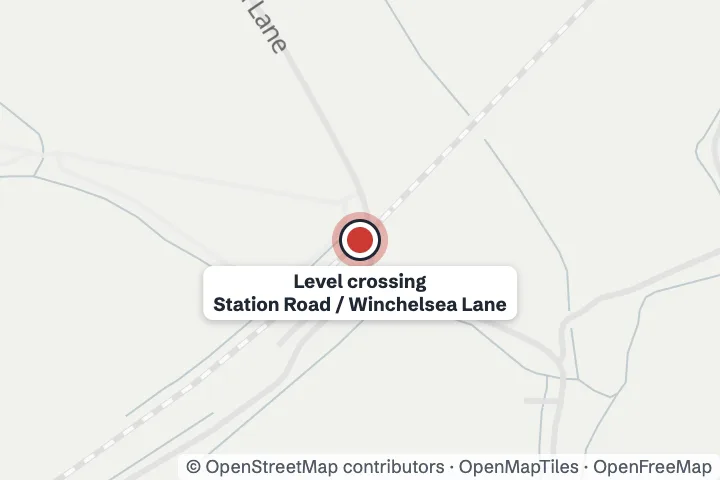 Lane
Level crossing
Station Road / Winchelsea Lane
© OpenStreetMap contributors · OpenMapTiles · OpenFreeMap